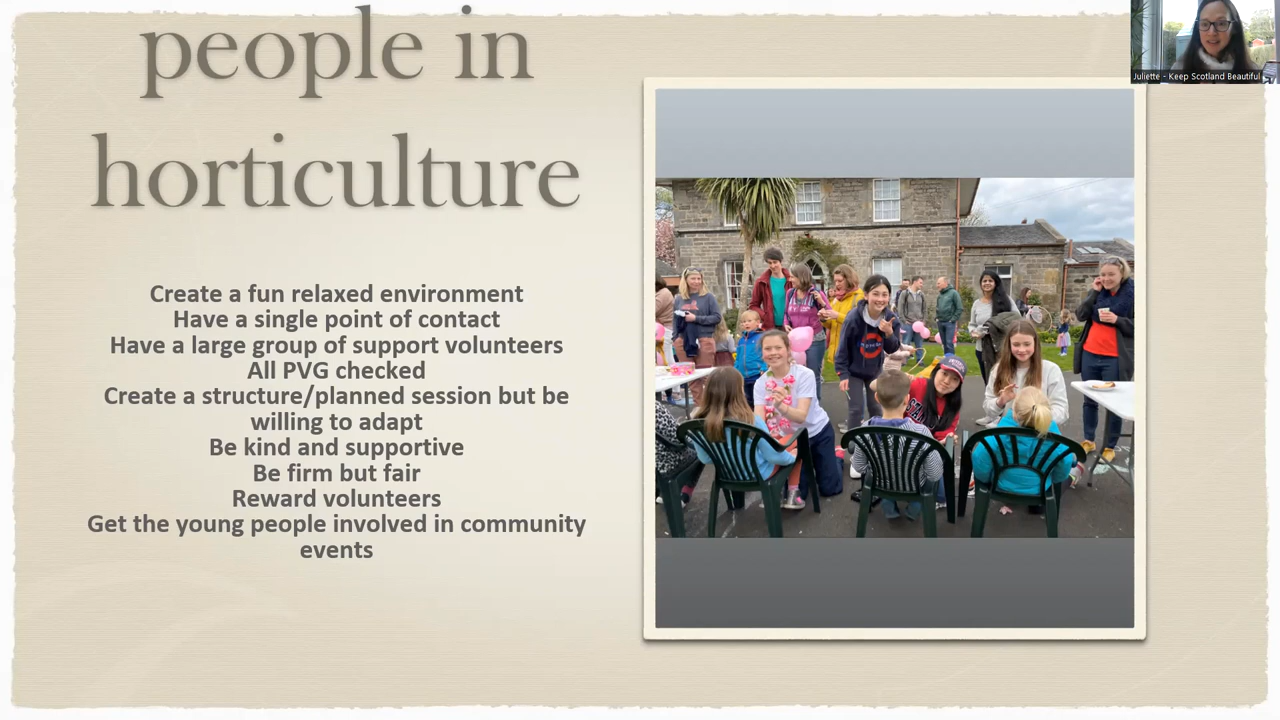 people in
horticulture
Create a fun relaxed environment
Have a single point of contact
Have a large group of support volunteers
All PVG checked
Create a structure/planned session but be
willing to adapt
Be kind and supportive
Be firm but fair
Reward volunteers
Get the young people involved in community
events
Juliette - Keep Scotland Beautiful